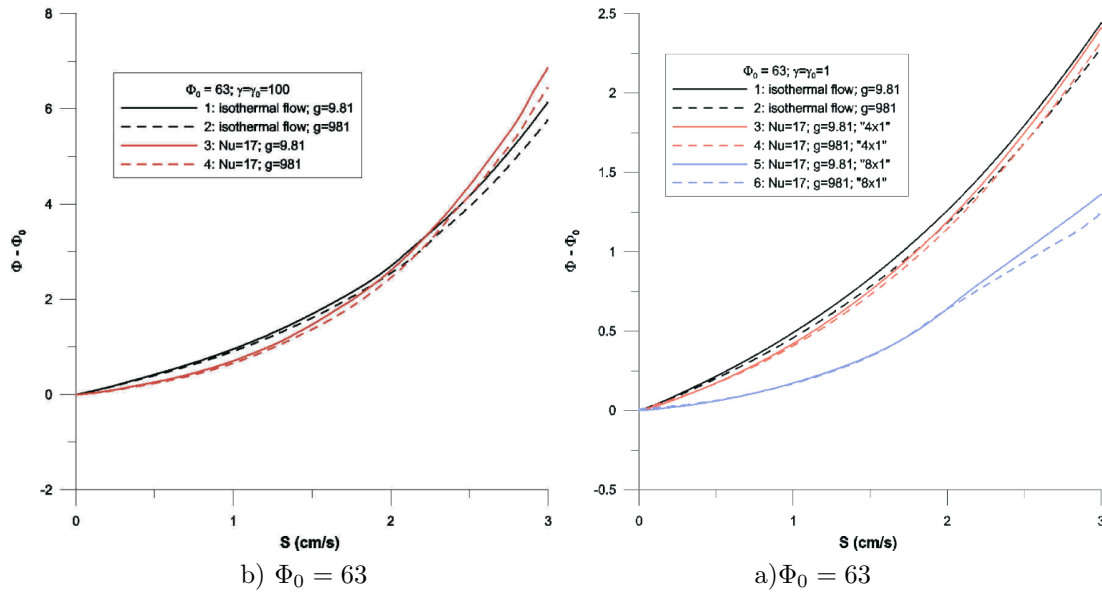 8
6
4
2
0
-2
Φ - Φ₀
Φ₀ = 63; γ=γ₀=100
1: isothermal flow; g=9.81
2: isothermal flow; g=981
3: Nu=17; g=9.81
4: Nu=17; g=981
0 1 2 3
S (cm/s)
b) Φ₀ = 63
2.5
2
1.5
1
0.5
0
-0.5
Φ - Φ₀
Φ₀ = 63; γ=γ₀=1
1: isothermal flow; g=9.81
2: isothermal flow; g=981
3: Nu=17; g=9.81; "4x1"
4: Nu=17; g=981; "4x1"
5: Nu=17; g=9.81; "8x1"
6: Nu=17; g=981; "8x1"
0 1 2 3
S (cm/s)
a)Φ₀ = 63